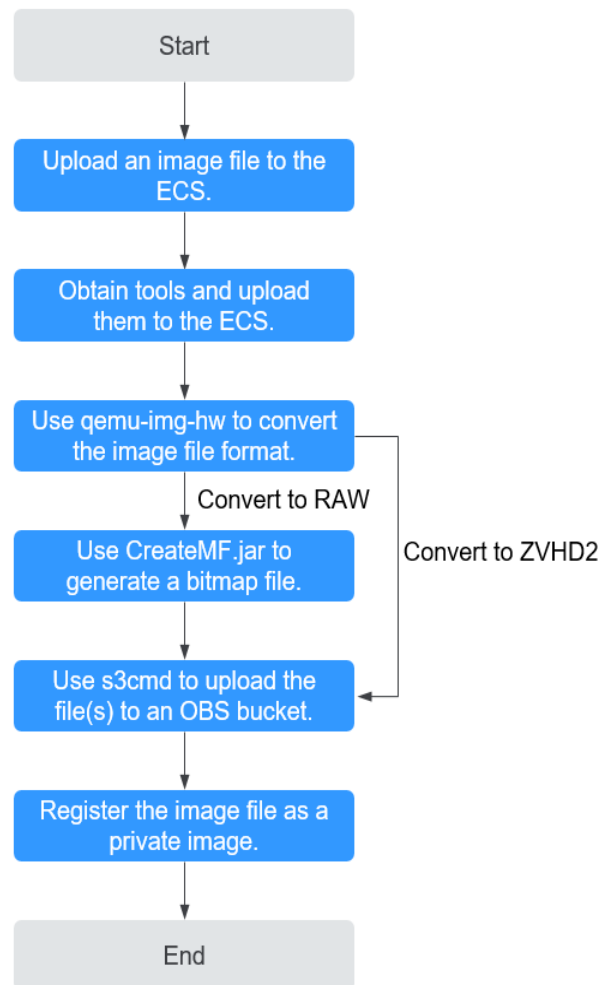 Start
Upload an image file to the
ECS.
Obtain tools and upload
them to the ECS.
Use qemu-img-hw to convert
the image file format.
Convert to RAW
Use CreateMF.jar to
generate a bitmap file.
Convert to ZVHD2
Use s3cmd to upload the
file(s) to an OBS bucket.
Register the image file as a
private image.
End